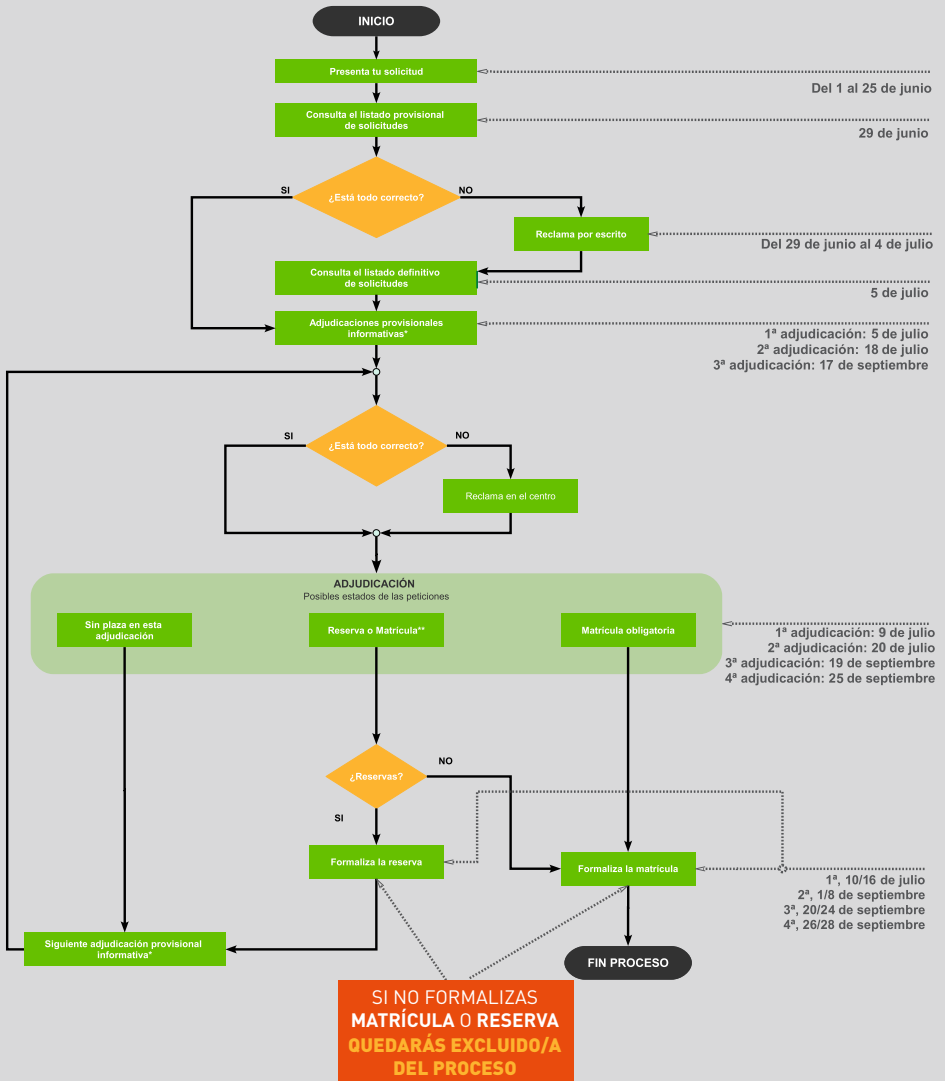 INICIO
Presenta tu solicitud
Del 1 al 25 de junio
Consulta el listado provisional
de solicitudes
29 de junio
¿Está todo correcto?
SI
NO
Reclama por escrito
Del 29 de junio al 4 de julio
Consulta el listado definitivo
de solicitudes
5 de julio
Adjudicaciones provisionales
informativas*
1ª adjudicación: 5 de julio
2ª adjudicación: 18 de julio
3ª adjudicación: 17 de septiembre
¿Está todo correcto?
SI
NO
Reclama en el centro
ADJUDICACIÓN
Posibles estados de las peticiones
Sin plaza en esta
adjudicación
Reserva o Matrícula**
Matrícula obligatoria
1ª adjudicación: 9 de julio
2ª adjudicación: 20 de julio
3ª adjudicación: 19 de septiembre
4ª adjudicación: 25 de septiembre
¿Reservas?
NO
SI
Formaliza la reserva
Formaliza la matrícula
1ª, 10/16 de julio
2ª, 1/8 de septiembre
3ª, 20/24 de septiembre
4ª, 26/28 de septiembre
Siguiente adjudicación provisional
informativa*
FIN PROCESO
SI NO FORMALIZAS
MATRÍCULA O RESERVA
QUEDARÁS EXCLUIDO/A
DEL PROCESO